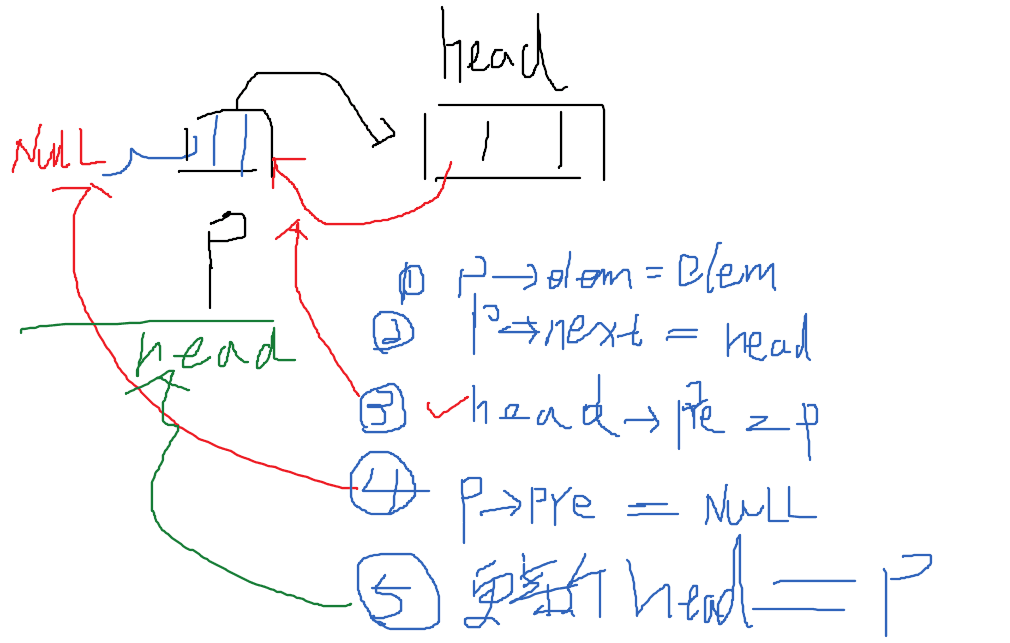 head
NULL
P
head
① P→elem = elem
② P→next = head
③ ✓ head→pre = p
④ P→pre = NULL
⑤ 更新 head = P